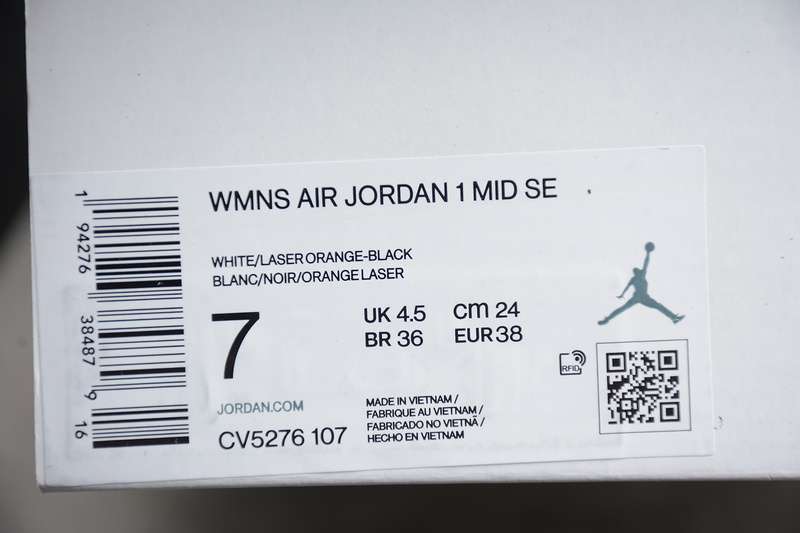 WMNS AIR JORDAN 1 MID SE
WHITE/LASER ORANGE-BLACK
BLANC/NOIR/ORANGE LASER
7
UK 4.5 cm 24
BR 36 EUR 38
RFID
JORDAN.COM
CV5276 107
MADE IN VIETNAM /
FABRIQUE AU VIETNAM /
FABRICADO NO VIETNÃ /
HECHO EN VIETNAM
1 94276 38487 9 16